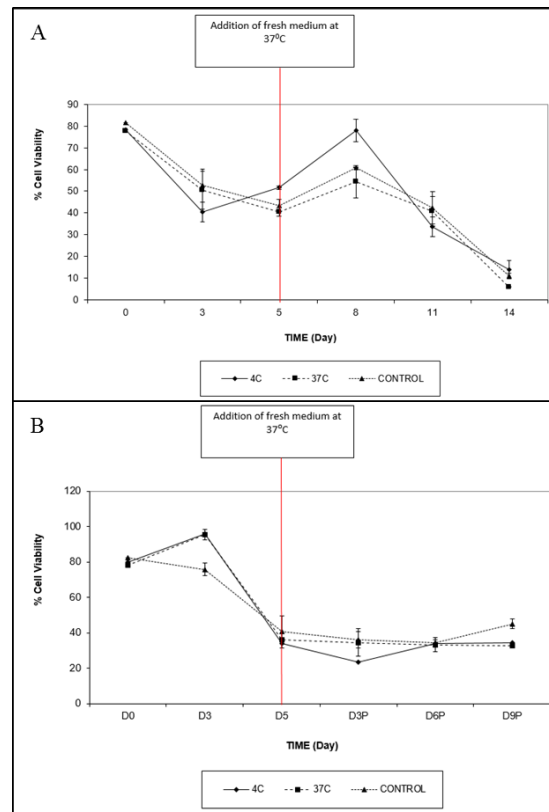 A
Addition of fresh medium at
37⁰C
90
80
70
60
50
40
30
20
10
0
% Cell Viability
0 3 5 8 11 14
TIME (Day)
4C 37C CONTROL
B
Addition of fresh medium at
37⁰C
120
100
80
60
40
20
0
% Cell Viability
D0 D3 D5 D3P D6P D9P
TIME (Day)
4C 37C CONTROL